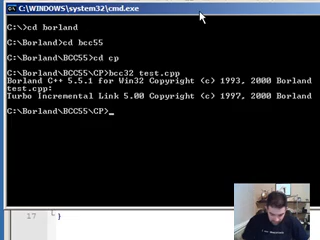 C:\WINDOWS\system32\cmd.exe
C:\>cd borland
C:\Borland>cd bcc55
C:\Borland\BCC55>cd cp
C:\Borland\BCC55\CP>bcc32 test.cpp
Borland C++ 5.5.1 for Win32 Copyright (c) 1993, 2000 Borland
test.cpp:
Turbo Incremental Link 5.00 Copyright (c) 1997, 2000 Borland
C:\Borland\BCC55\CP>_
17 }